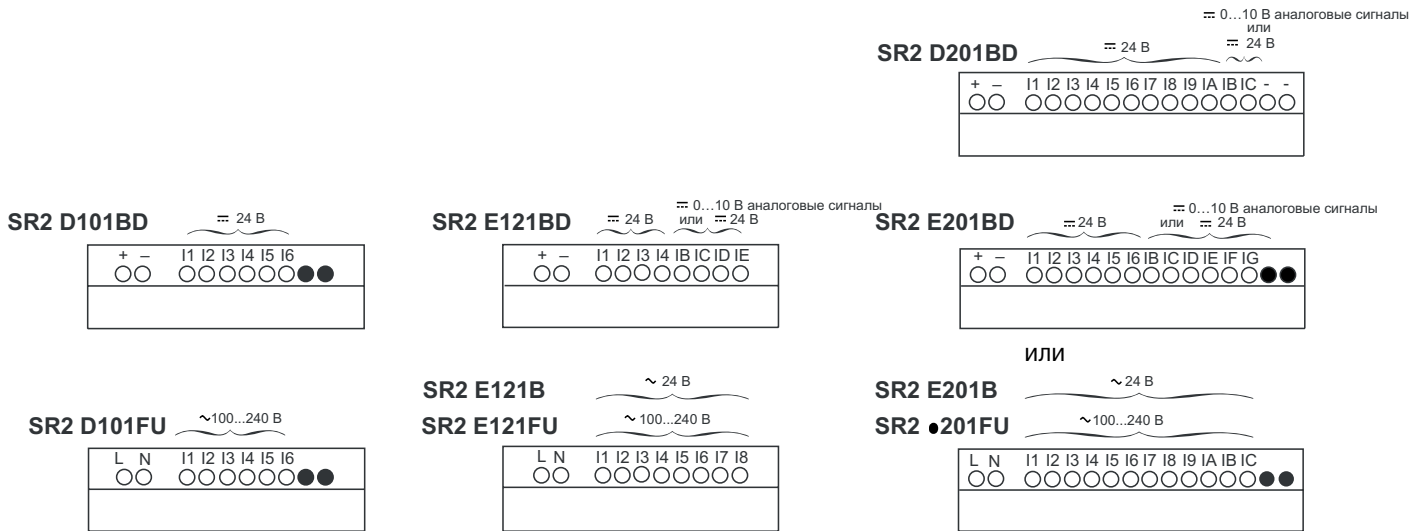 ⎓ 0...10 В аналоговые сигналы
или
SR2 D201BD ⎓ 24 В ⎓ 24 В
+ – I1 I2 I3 I4 I5 I6 I7 I8 I9 IA IB IC - -
SR2 D101BD ⎓ 24 В
+ – I1 I2 I3 I4 I5 I6
SR2 E121BD ⎓ 24 В ⎓ 0...10 В аналоговые сигналы
или ⎓ 24 В
+ – I1 I2 I3 I4 IB IC ID IE
SR2 E201BD ⎓ 24 В ⎓ 0...10 В аналоговые сигналы
или ⎓ 24 В
+ – I1 I2 I3 I4 I5 I6 IB IC ID IE IF IG
или
SR2 D101FU ~100...240 В
L N I1 I2 I3 I4 I5 I6
SR2 E121B ~ 24 В
SR2 E121FU ~ 100...240 В
L N I1 I2 I3 I4 I5 I6 I7 I8
SR2 E201B ~ 24 В
SR2 ●201FU ~100...240 В
L N I1 I2 I3 I4 I5 I6 I7 I8 I9 IA IB IC